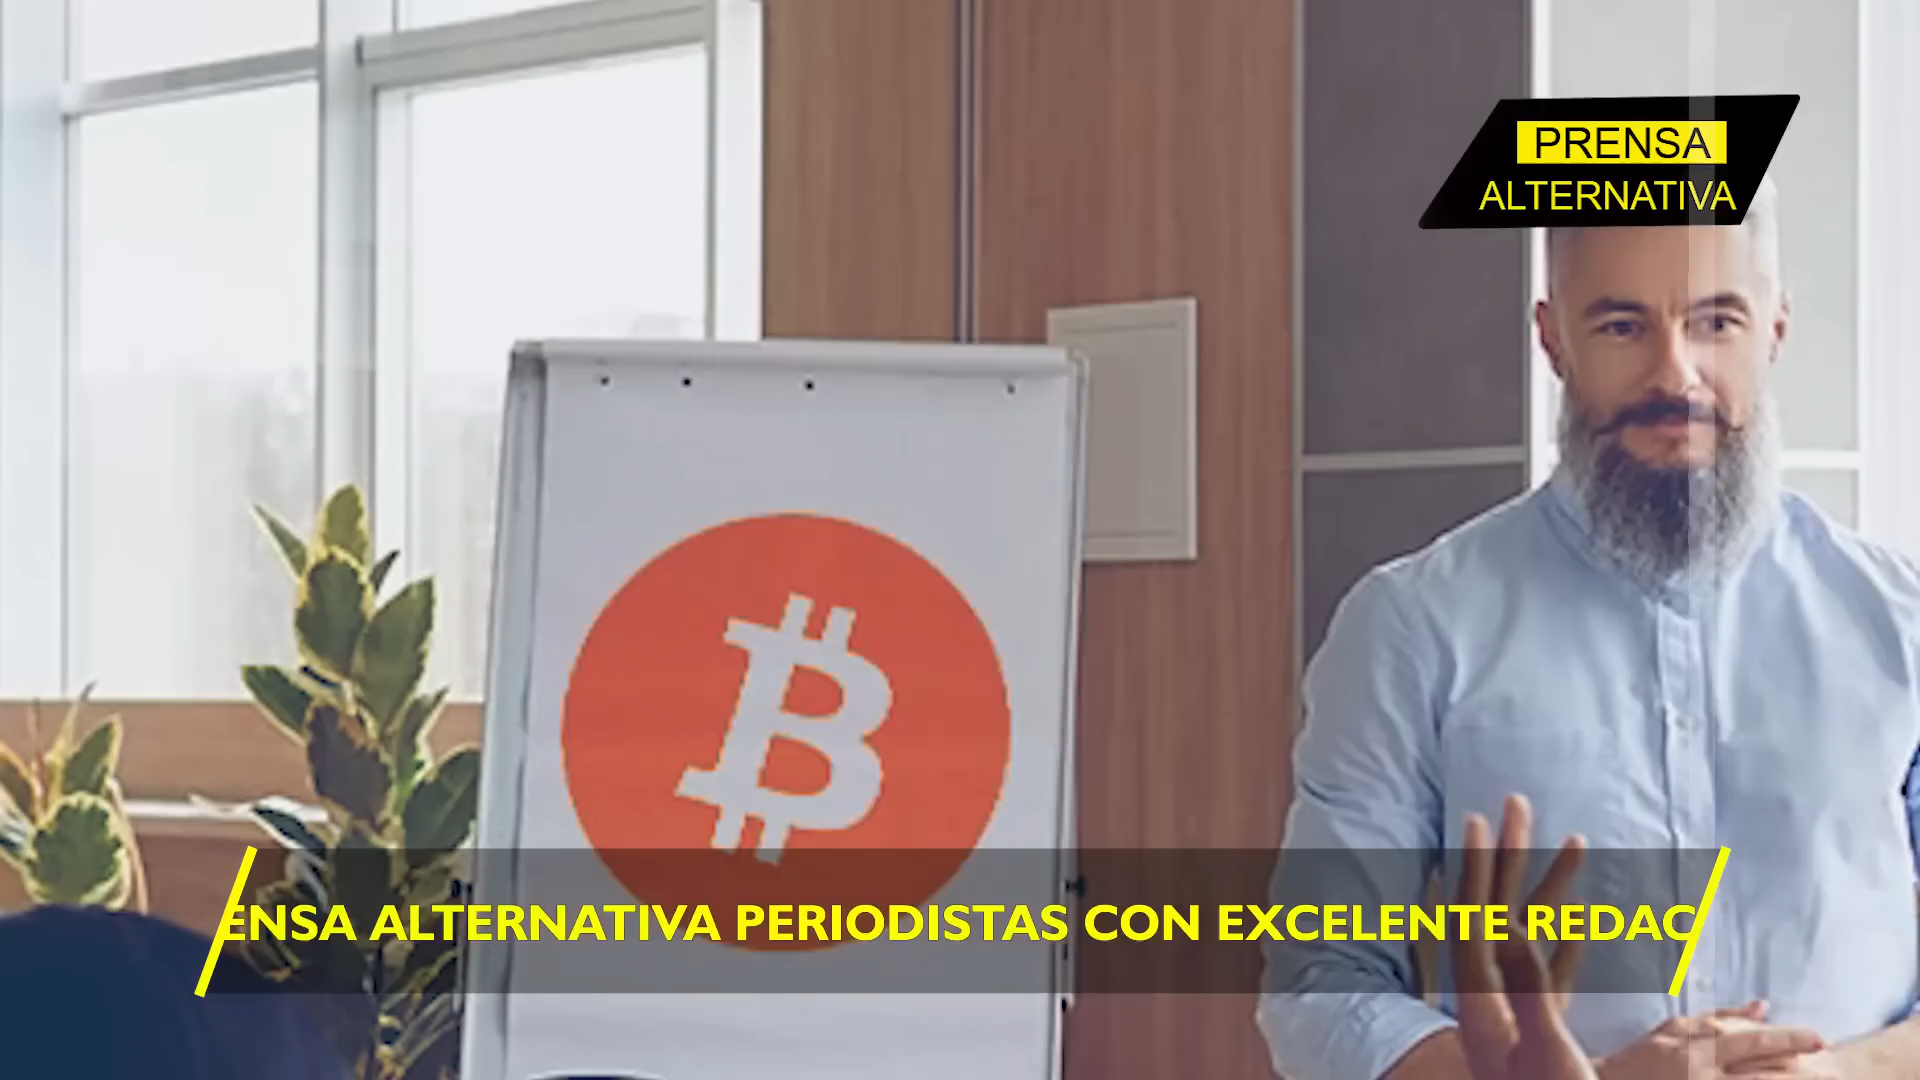 PRENSA
ALTERNATIVA
ENSA ALTERNATIVA PERIODISTAS CON EXCELENTE REDAC